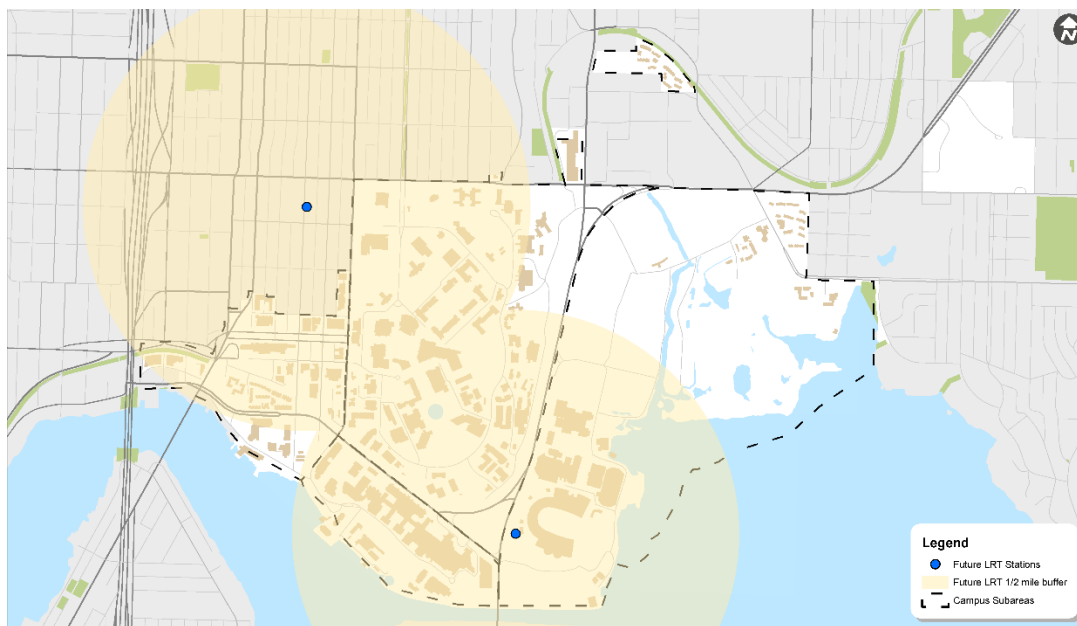 N
Legend
Future LRT Stations
Future LRT 1/2 mile buffer
Campus Subareas